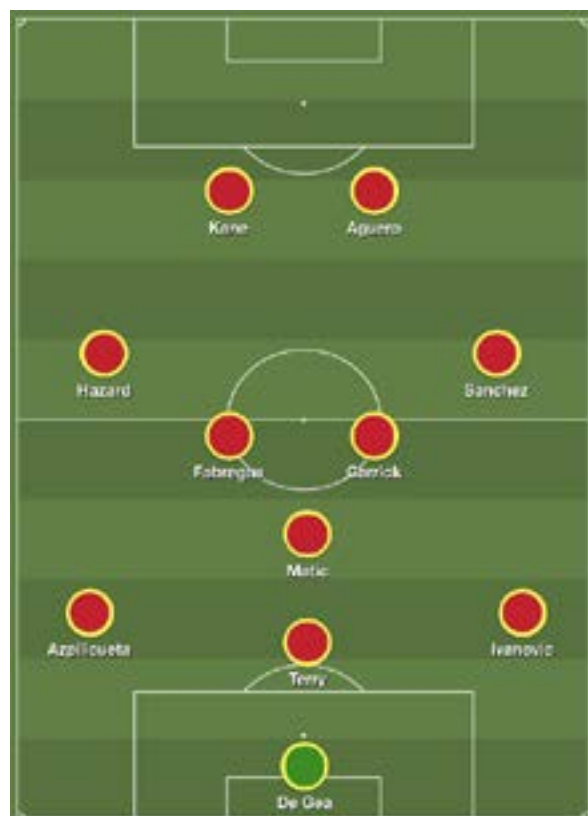 Kane
Aguero
Hazard
Sanchez
Fabregas
Carrick
Matic
Azpilicueta
Ivanovic
Terry
De Gea